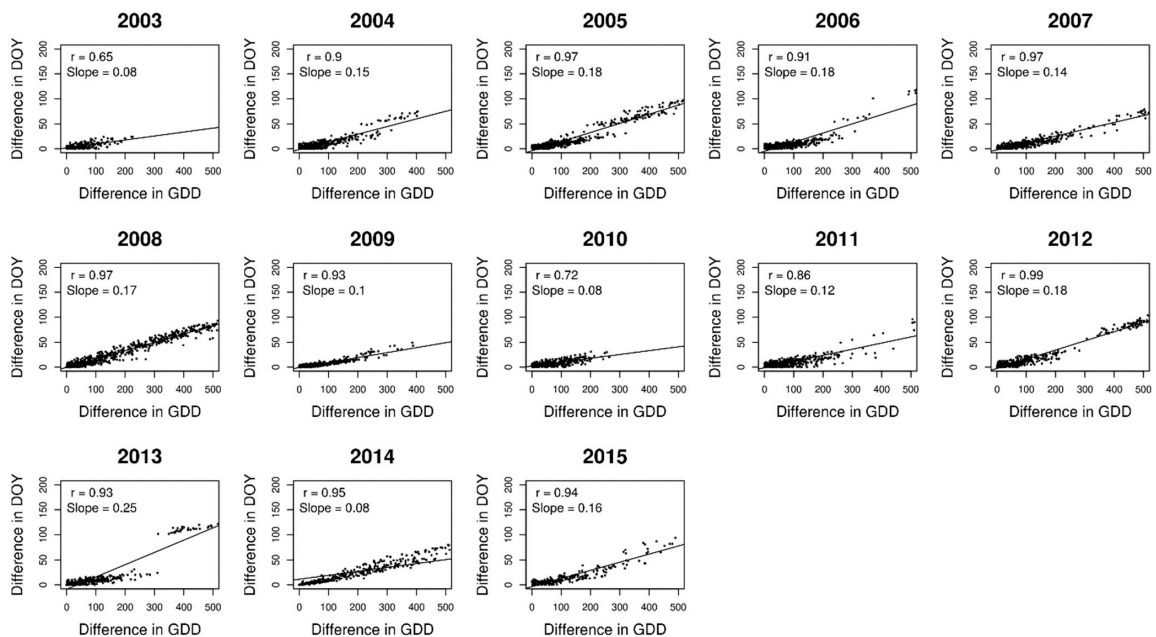 2003 2004 2005 2006 2007
r = 0.65 r = 0.9 r = 0.97 r = 0.91 r = 0.97
Slope = 0.08 Slope = 0.15 Slope = 0.18 Slope = 0.18 Slope = 0.14
Difference in DOY Difference in DOY Difference in DOY Difference in DOY Difference in DOY
0 50 100 150 200 0 50 100 150 200 0 50 100 150 200 0 50 100 150 200 0 50 100 150 200
0 100 200 300 400 500 0 100 200 300 400 500 0 100 200 300 400 500 0 100 200 300 400 500 0 100 200 300 400 500
Difference in GDD Difference in GDD Difference in GDD Difference in GDD Difference in GDD
2008 2009 2010 2011 2012
r = 0.97 r = 0.93 r = 0.72 r = 0.86 r = 0.99
Slope = 0.17 Slope = 0.1 Slope = 0.08 Slope = 0.12 Slope = 0.18
Difference in DOY Difference in DOY Difference in DOY Difference in DOY Difference in DOY
0 50 100 150 200 0 50 100 150 200 0 50 100 150 200 0 50 100 150 200 0 50 100 150 200
0 100 200 300 400 500 0 100 200 300 400 500 0 100 200 300 400 500 0 100 200 300 400 500 0 100 200 300 400 500
Difference in GDD Difference in GDD Difference in GDD Difference in GDD Difference in GDD
2013 2014 2015
r = 0.93 r = 0.95 r = 0.94
Slope = 0.25 Slope = 0.08 Slope = 0.16
Difference in DOY Difference in DOY Difference in DOY
0 50 100 150 200 0 50 100 150 200 0 50 100 150 200
0 100 200 300 400 500 0 100 200 300 400 500 0 100 200 300 400 500
Difference in GDD Difference in GDD Difference in GDD